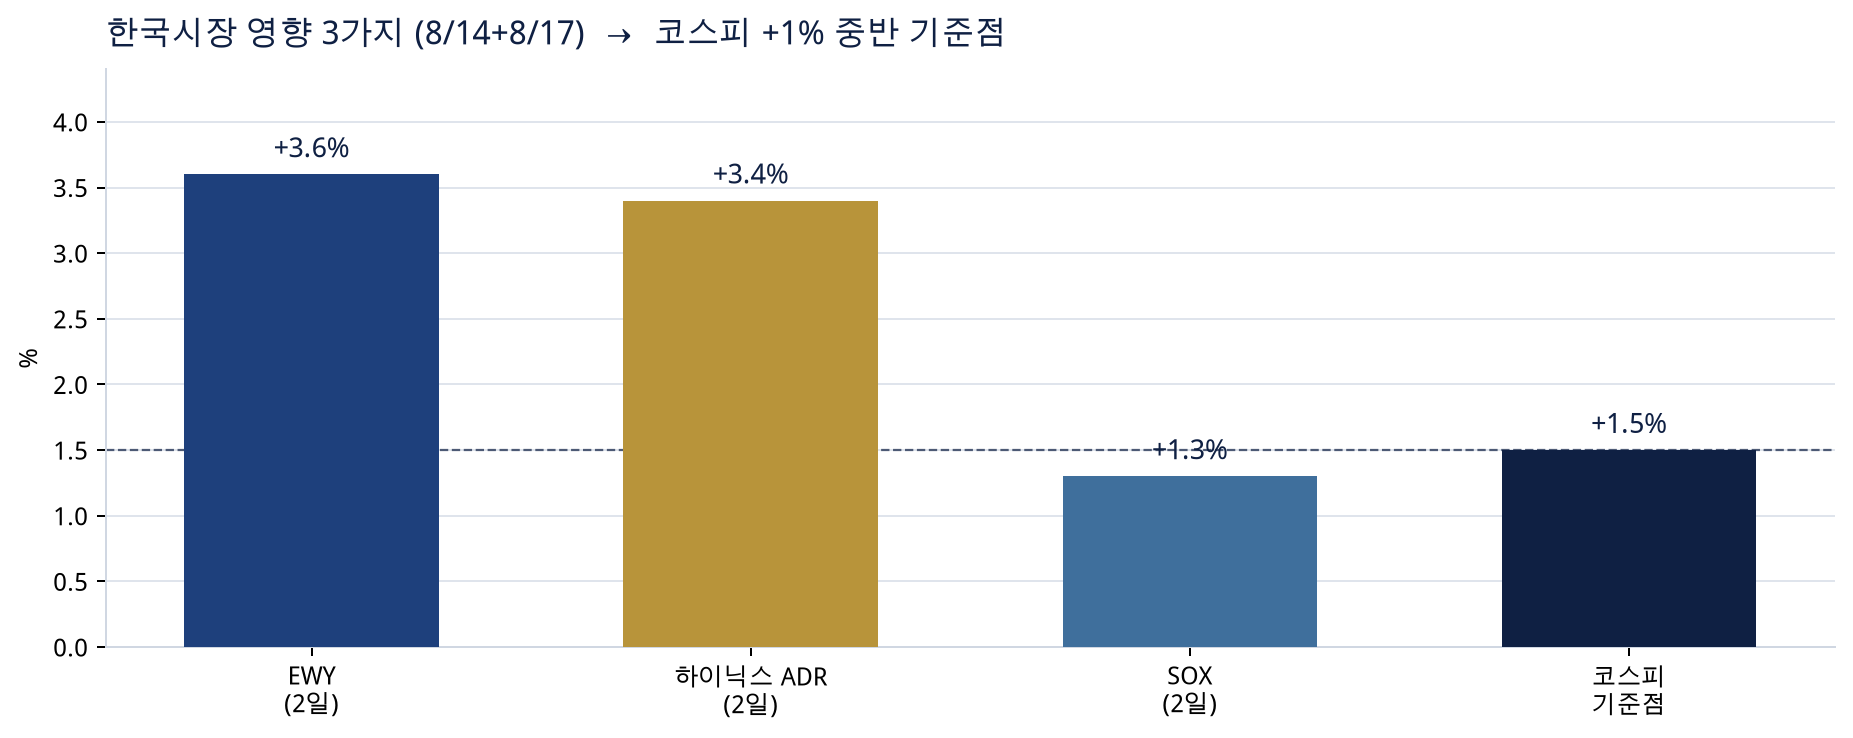 한국시장 영향 3가지 (8/14+8/17) → 코스피 +1% 중반 기준점
%
4.0
3.5
3.0
2.5
2.0
1.5
1.0
0.5
0.0
+3.6%
+3.4%
+1.3%
+1.5%
EWY
(2일)
하이닉스 ADR
(2일)
SOX
(2일)
코스피
기준점